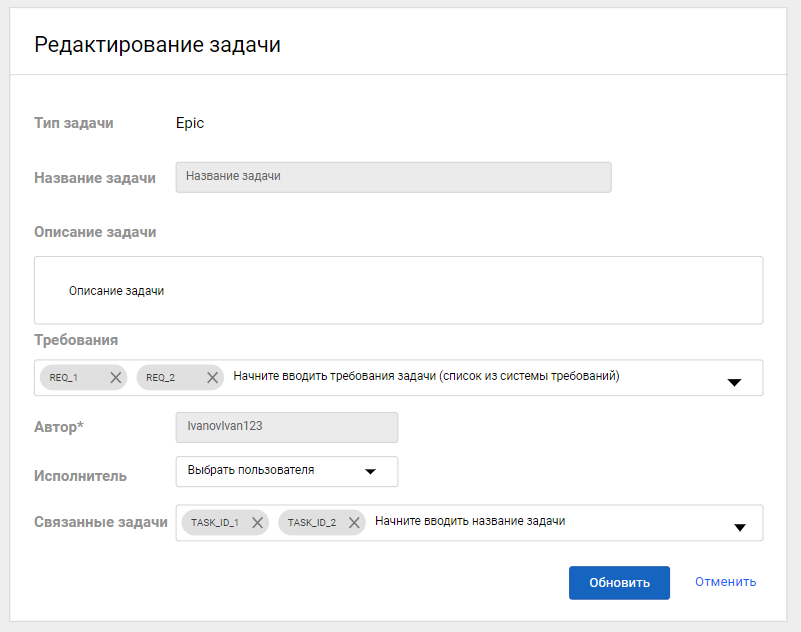 Редактирование задачи
Тип задачи Epic
Название задачи Название задачи
Описание задачи
Описание задачи
Требования
REQ_1 REQ_2 Начните вводить требования задачи (список из системы требований)
Автор* IvanovIvan123
Исполнитель Выбрать пользователя
Связанные задачи TASK_ID_1 TASK_ID_2 Начните вводить название задачи
Обновить Отменить